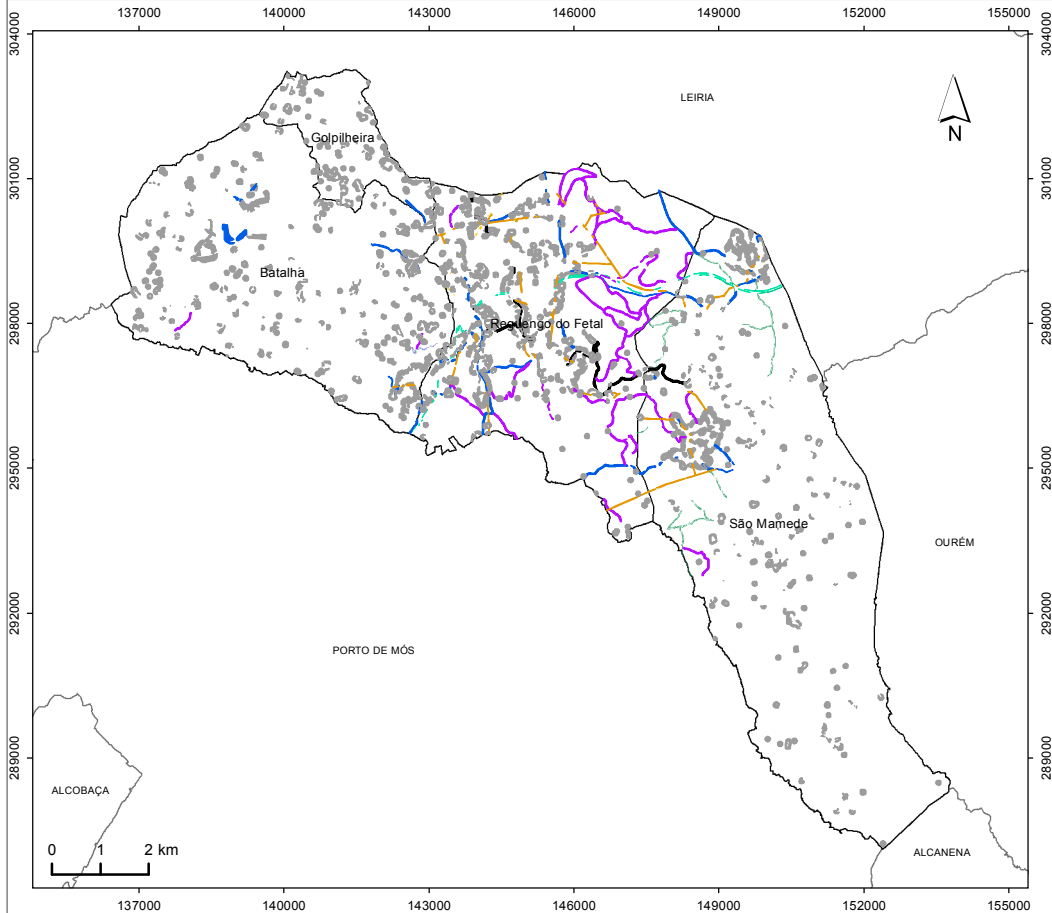 137000 140000 143000 146000 149000 152000 155000
304000 304000
LEIRIA
N
Golpilheira
301000 301000
Batalha
298000 298000
Reguengo do Fetal
295000 295000
São Mamede
OURÉM
292000 292000
PORTO DE MÓS
289000 289000
ALCOBAÇA
0 1 2 km
ALCANENA
137000 140000 143000 146000 149000 152000 155000